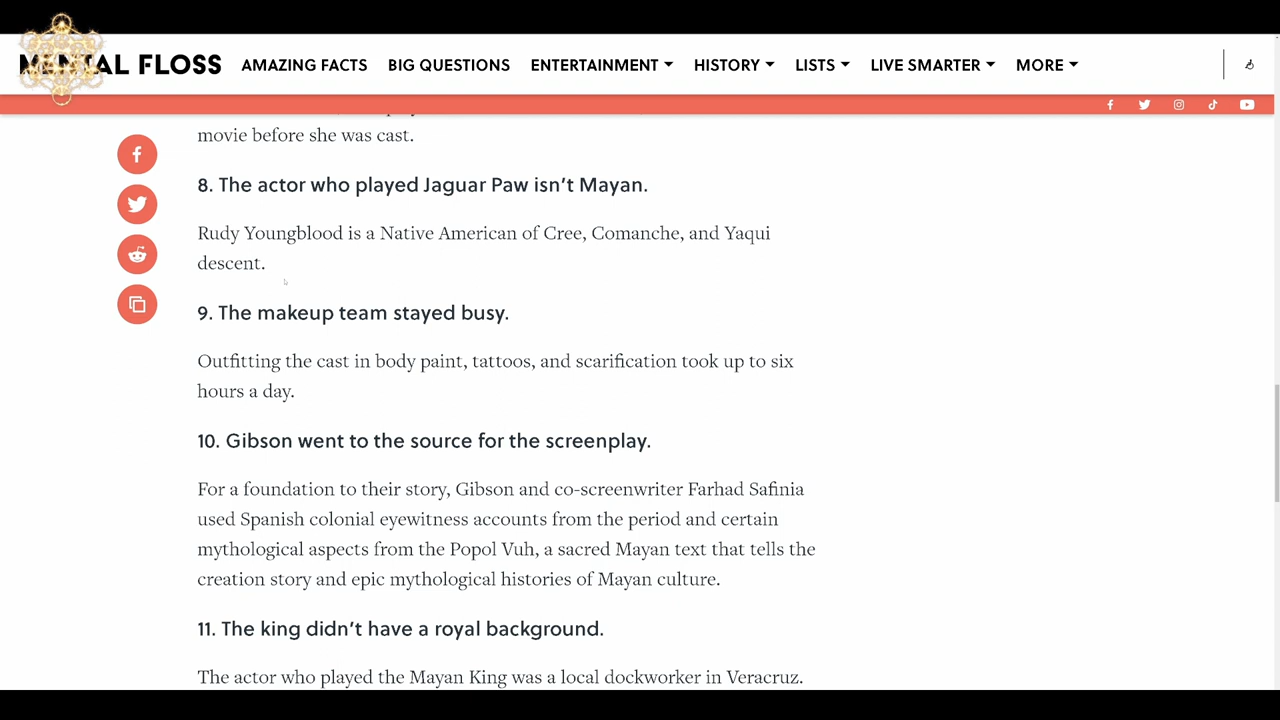 MENTAL FLOSS AMAZING FACTS BIG QUESTIONS ENTERTAINMENT HISTORY LISTS LIVE SMARTER MORE
movie before she was cast.
8. The actor who played Jaguar Paw isn’t Mayan.
Rudy Youngblood is a Native American of Cree, Comanche, and Yaqui
descent.
9. The makeup team stayed busy.
Outfitting the cast in body paint, tattoos, and scarification took up to six
hours a day.
10. Gibson went to the source for the screenplay.
For a foundation to their story, Gibson and co-screenwriter Farhad Safinia
used Spanish colonial eyewitness accounts from the period and certain
mythological aspects from the Popol Vuh, a sacred Mayan text that tells the
creation story and epic mythological histories of Mayan culture.
11. The king didn’t have a royal background.
The actor who played the Mayan King was a local dockworker in Veracruz.